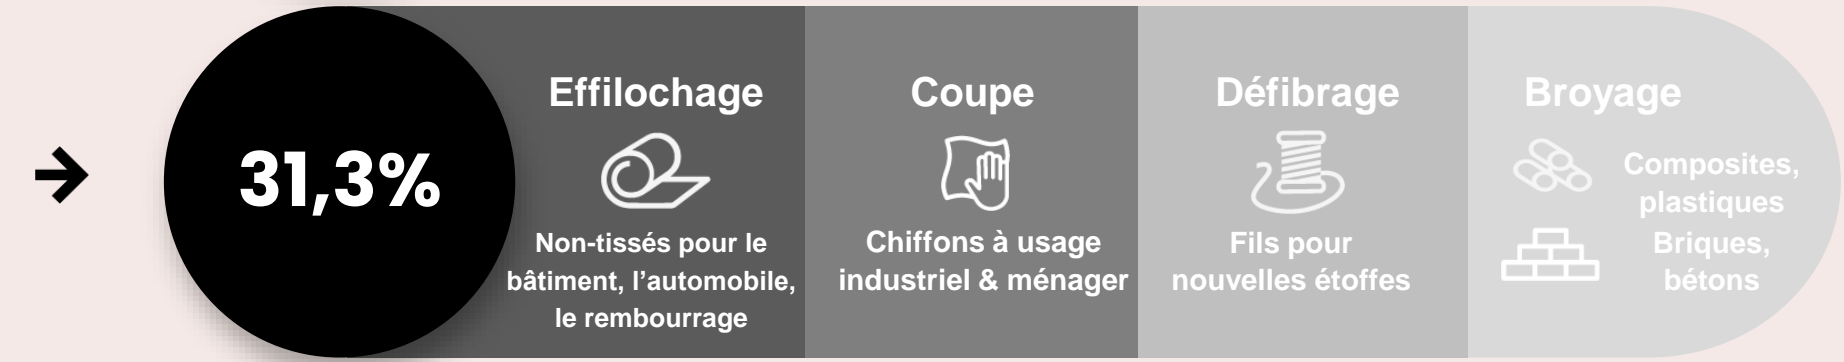 31,3%
Effilochage
Non-tissés pour le
bâtiment, l’automobile,
le rembourrage
Coupe
Chiffons à usage
industriel & ménager
Défibrage
Fils pour
nouvelles étoffes
Broyage
Composites,
plastiques
Briques,
bétons